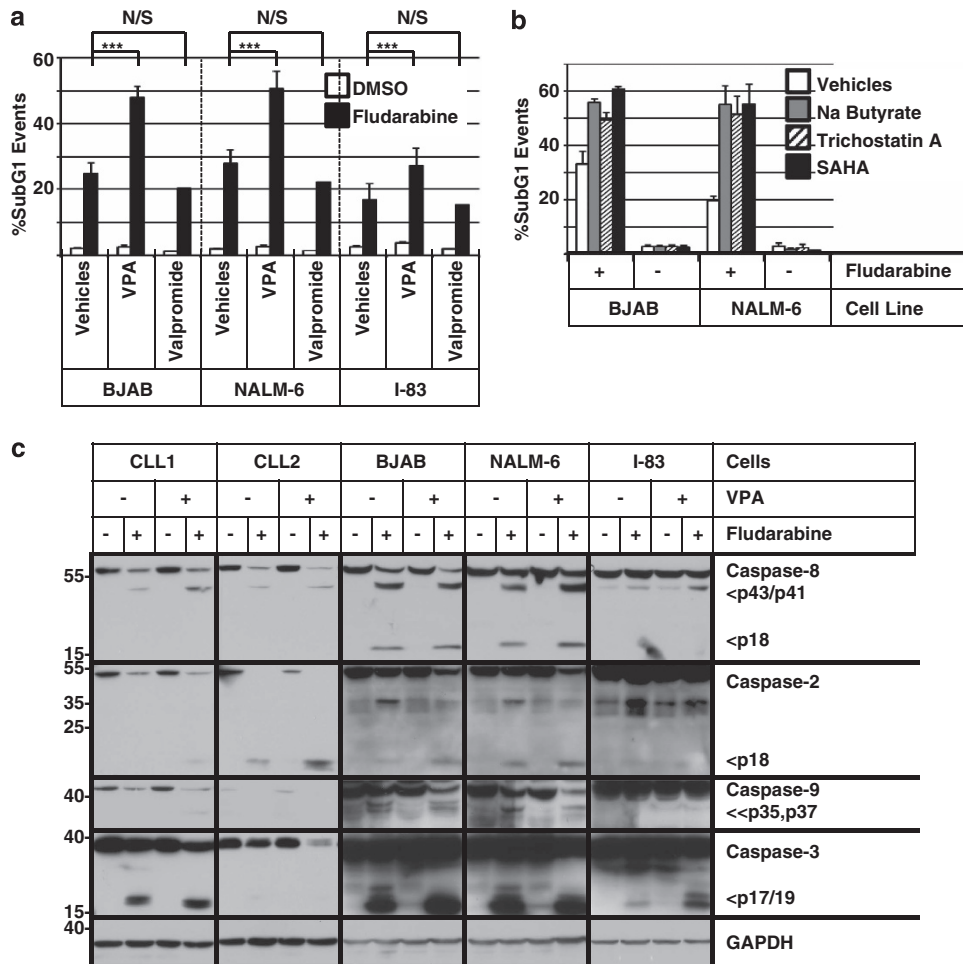 a
N/S N/S N/S
*** *** ***
60
40
20
%SubG1 Events
DMSO
Fludarabine
Vehicles VPA Valpromide Vehicles VPA Valpromide Vehicles VPA Valpromide
BJAB NALM-6 I-83
b
60
50
40
30
20
%SubG1 Events
Vehicles
Na Butyrate
Trichostatin A
SAHA
+ - + - Fludarabine
BJAB NALM-6 Cell Line
c
CLL1 CLL2 BJAB NALM-6 I-83 Cells
- + - + - + - + - + VPA
- + - + - + - + - + - + - + - + - + - + Fludarabine
55- Caspase-8
<p43/p41
<p18
15-
55- Caspase-2
35-
25-
<p18
Caspase-9
40- <<p35,p37
40- Caspase-3
<p17/19
15-
40-
GAPDH